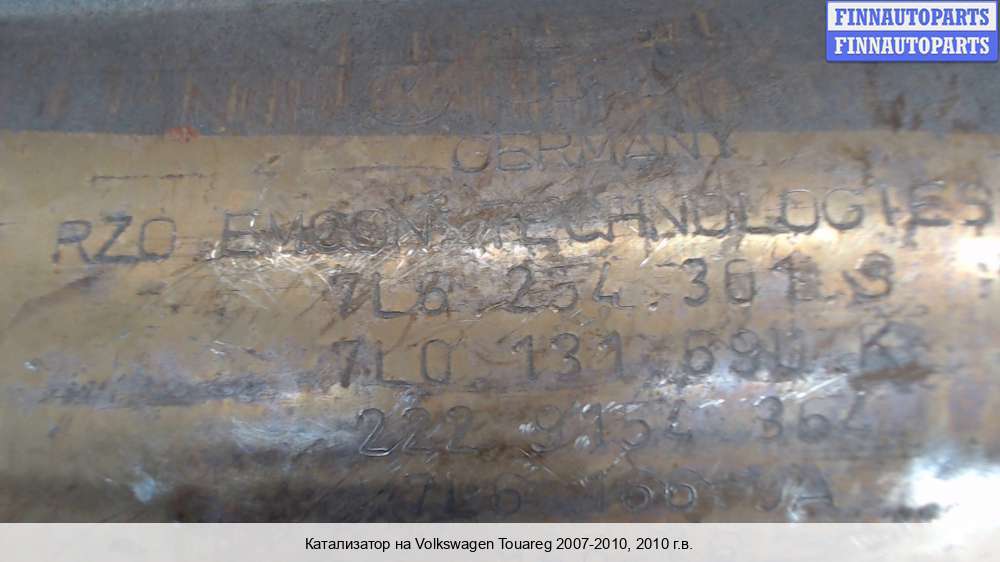 FINNAUTOPARTS
FINNAUTOPARTS
GERMANY
RZO EMCON TECHNOLOGIES
7L6.254.301.S
7L0.131.690.R
222.9154.364
7L6
Катализатор на Volkswagen Touareg 2007-2010, 2010 г.в.